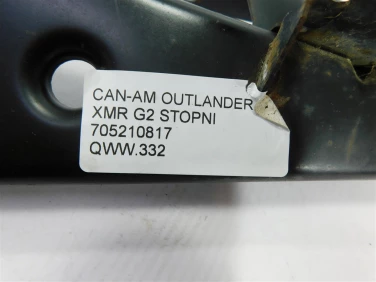 CAN-AM OUTLANDER
XMR G2 STOPNI
705210817
QWW.332